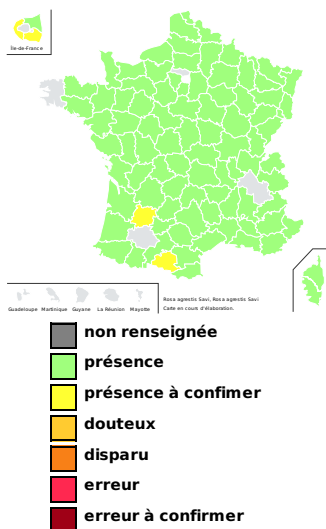 Île-de-France
Guadeloupe Martinique Guyane La Réunion Mayotte
Rosa agrestis Savi, Rosa agrestis Savi
Carte en cours d'élaboration.
non renseignée
présence
présence à confimer
douteux
disparu
erreur
erreur à confirmer